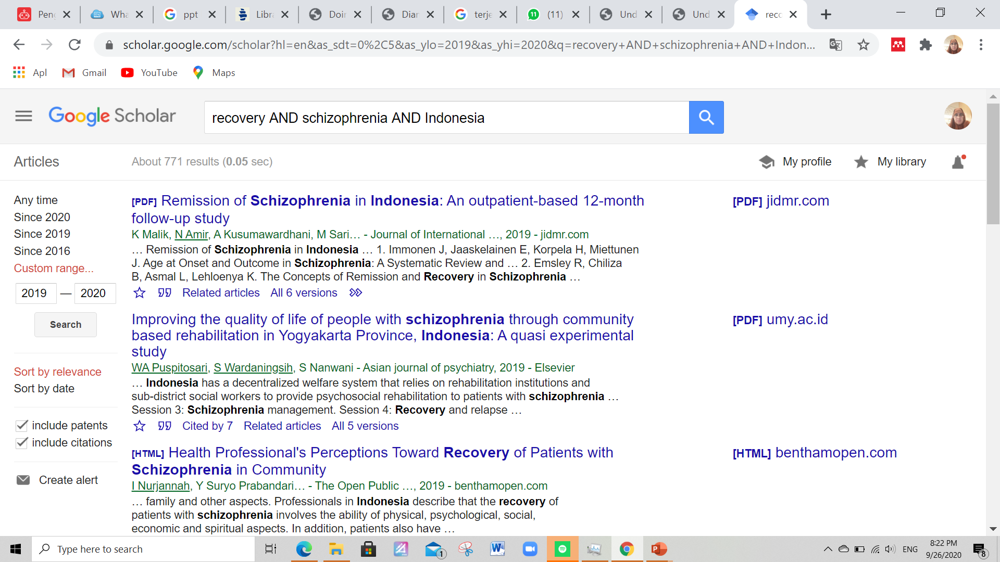 Peng
Wha
ppt
Libra
Doin
Diar
terje
(11)
Und
Und
reco
scholar.google.com/scholar?hl=en&as_sdt=0%2C5&as_ylo=2019&as_yhi=2020&q=recovery+AND+schizophrenia+AND+Indon...
Apl
Gmail
YouTube
Maps
Google Scholar
recovery AND schizophrenia AND Indonesia
Articles
About 771 results (0.05 sec)
My profile
My library
Any time
Since 2020
Since 2019
Since 2016
Custom range...
2019 — 2020
Search
Sort by relevance
Sort by date
include patents
include citations
Create alert
[PDF] Remission of Schizophrenia in Indonesia: An outpatient-based 12-month
follow-up study
K Malik, N Amir, A Kusumawardhani, M Sari… - Journal of International …, 2019 - jidmr.com
… Remission of Schizophrenia in Indonesia … 1. Immonen J, Jaaskelainen E, Korpela H, Miettunen
J. Age at Onset and Outcome in Schizophrenia: A Systematic Review and … 2. Emsley R, Chiliza
B, Asmal L, Lehloenya K. The Concepts of Remission and Recovery in Schizophrenia …
Related articles All 6 versions
[PDF] jidmr.com
Improving the quality of life of people with schizophrenia through community
based rehabilitation in Yogyakarta Province, Indonesia: A quasi experimental
study
WA Puspitosari, S Wardaningsih, S Nanwani - Asian journal of psychiatry, 2019 - Elsevier
… Indonesia has a decentralized welfare system that relies on rehabilitation institutions and
sub-district social workers to provide psychosocial rehabilitation to patients with schizophrenia …
Session 3: Schizophrenia management. Session 4: Recovery and relapse …
Cited by 7 Related articles All 5 versions
[PDF] umy.ac.id
[HTML] Health Professional's Perceptions Toward Recovery of Patients with
Schizophrenia in Community
I Nurjannah, Y Suryo Prabandari… - The Open Public …, 2019 - benthamopen.com
… family and other aspects. Professionals in Indonesia describe that the recovery of
patients with schizophrenia involves the ability of physical, psychological, social,
economic and spiritual aspects. In addition, patients also have …
[HTML] benthamopen.com
Type here to search
1
ENG
8:22 PM
9/26/2020
8